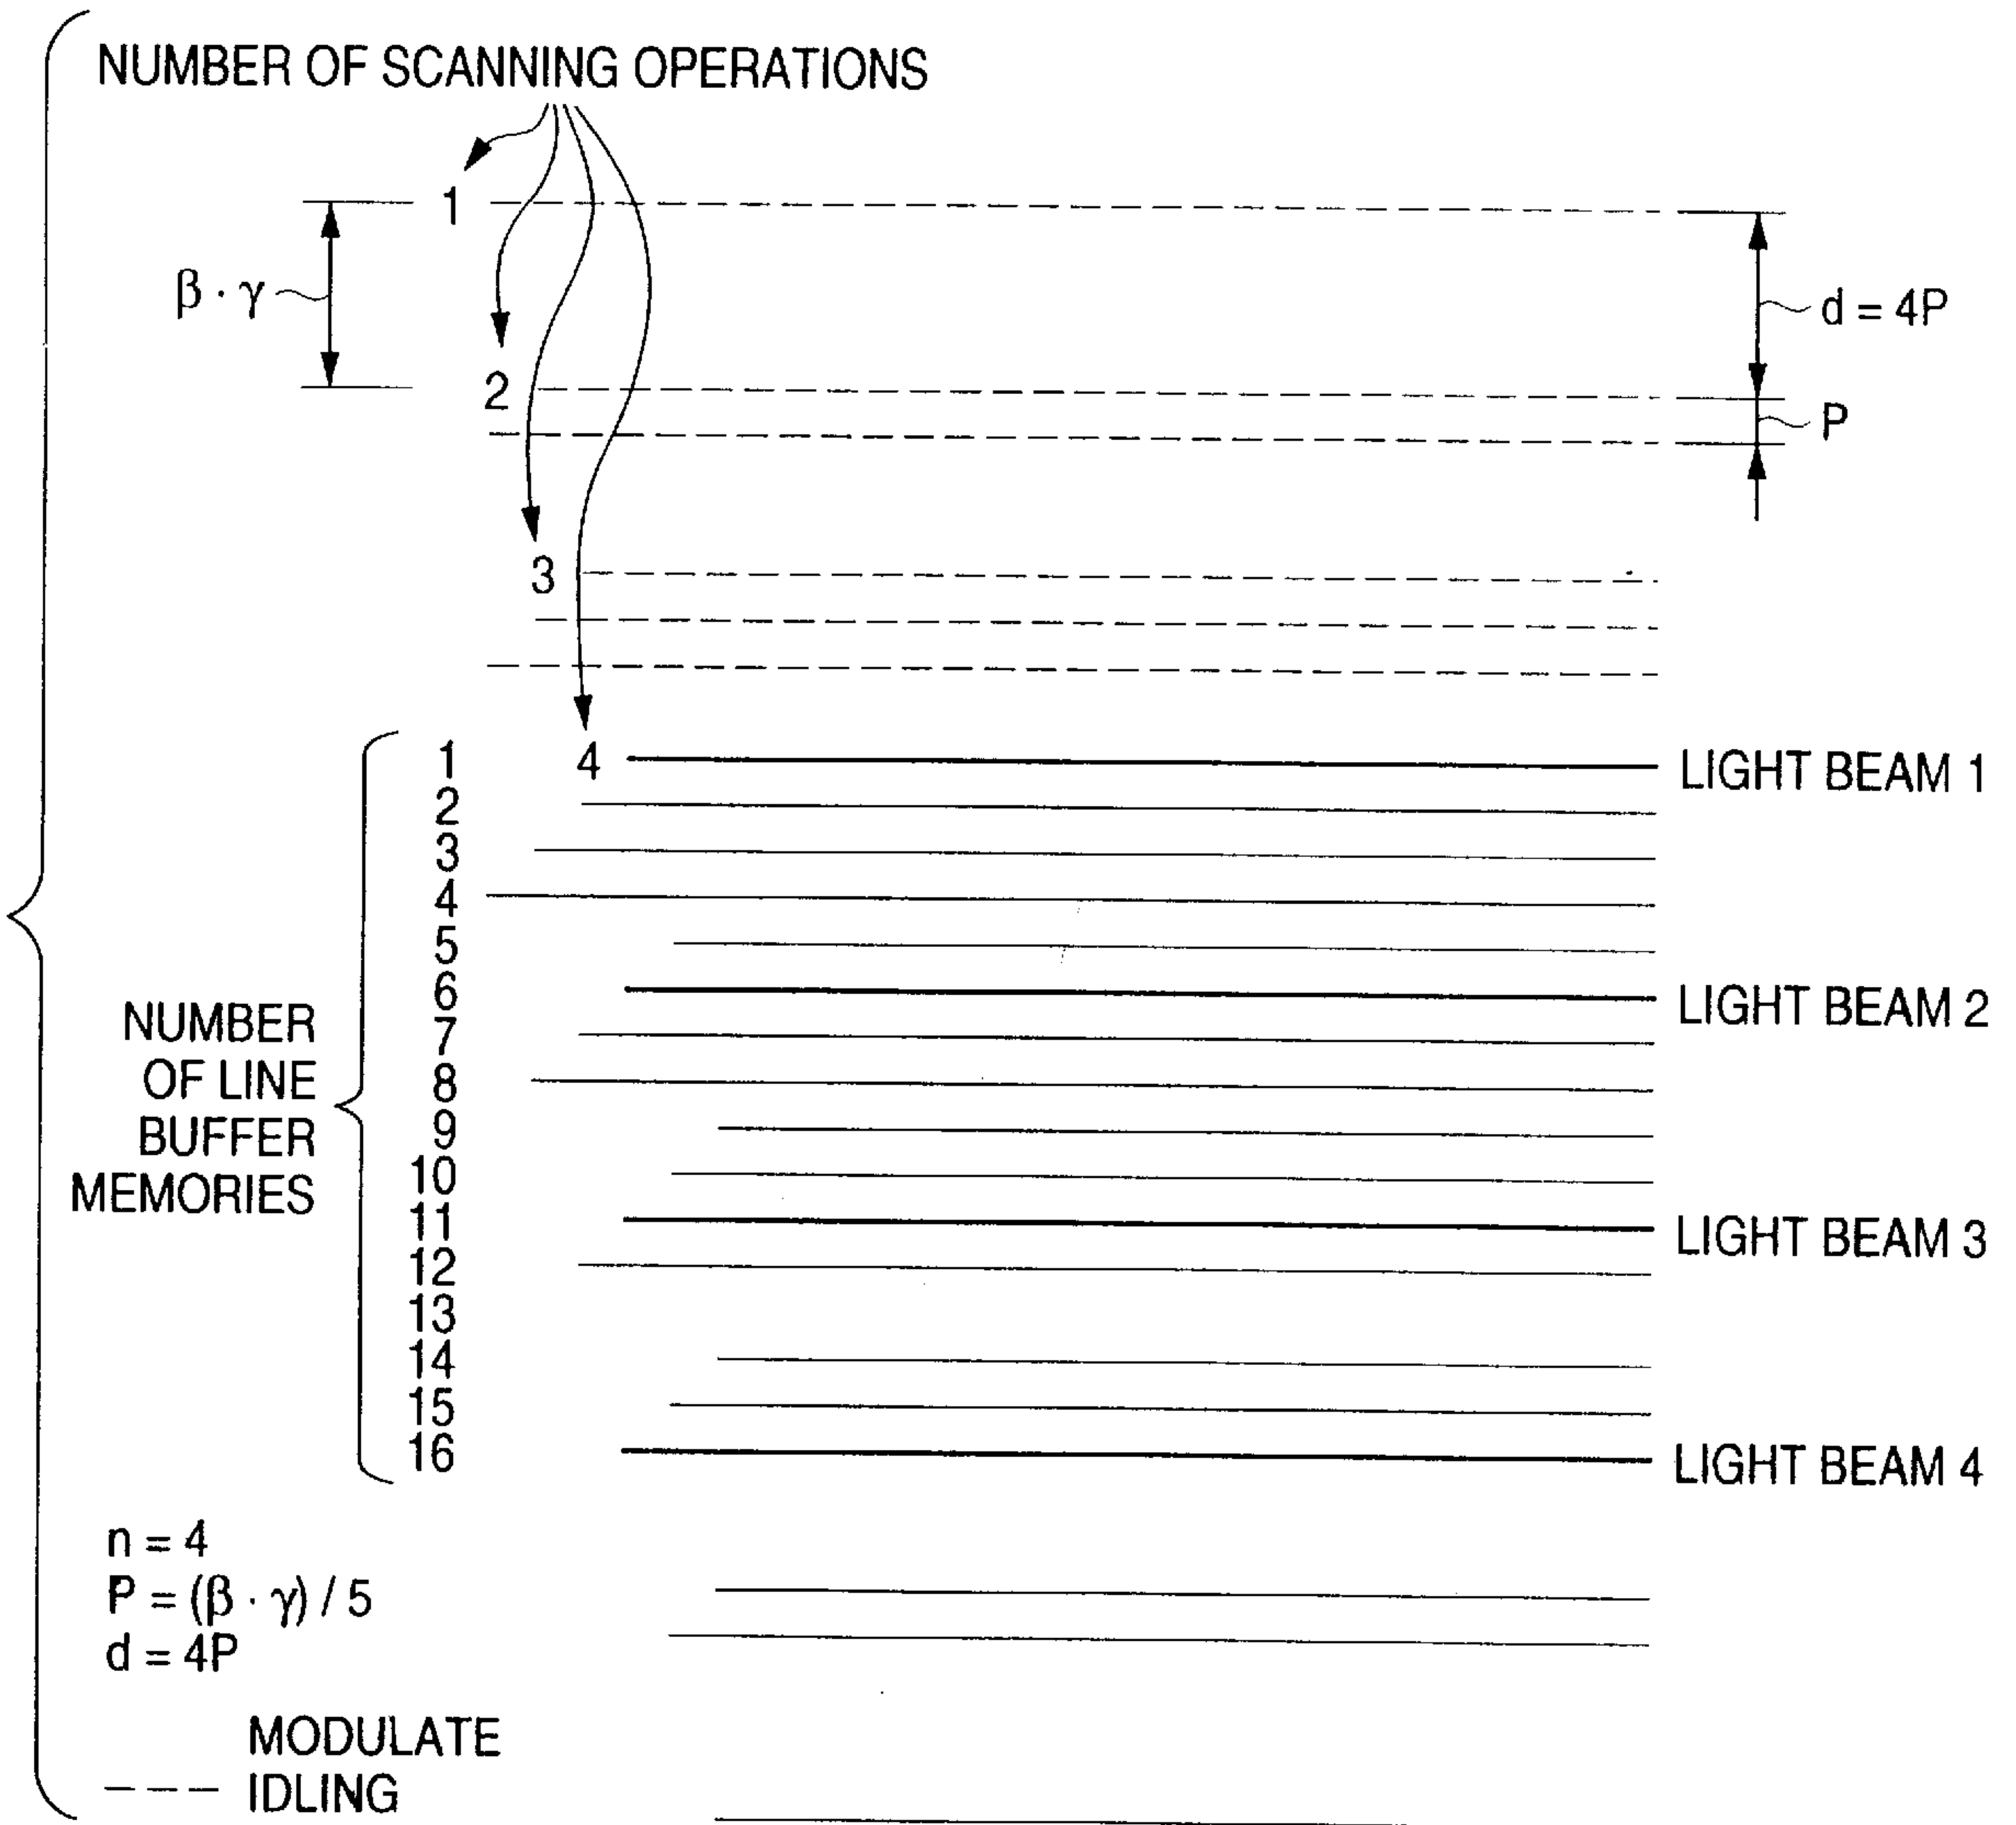 NUMBER OF SCANNING OPERATIONS
1
β · γ
d = 4P
2
P
3
1 4 LIGHT BEAM 1
2
3
4
5
6 LIGHT BEAM 2
7
8
9
10
11 LIGHT BEAM 3
12
13
14
15
16 LIGHT BEAM 4
NUMBER
OF LINE
BUFFER
MEMORIES
n = 4
P = (β · γ) / 5
d = 4P
MODULATE
--- IDLING